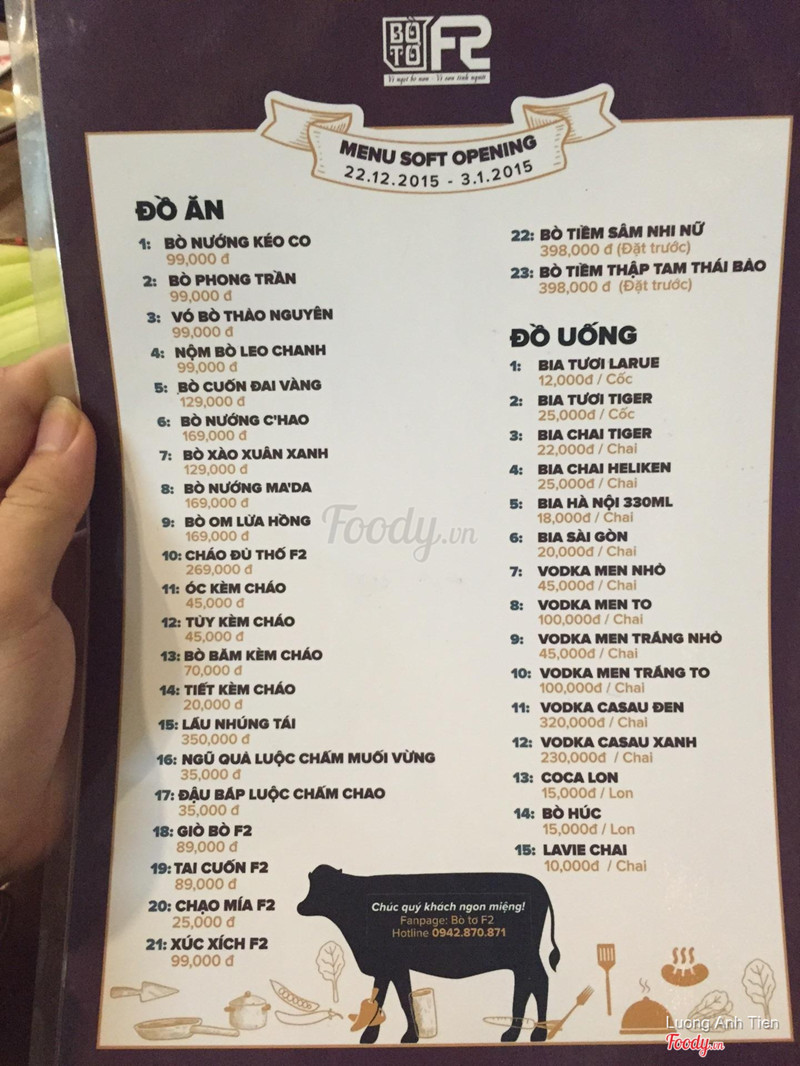 BÒ TƠ F2
MENU SOFT OPENING
22.12.2015 - 3.1.2015
ĐỒ ĂN
1: BÒ NƯỚNG KÉO CO
99,000 đ
2: BÒ PHONG TRẦN
99,000 đ
3: VÓ BÒ THẢO NGUYÊN
99,000 đ
4: NỘM BÒ LEO CHANH
99,000 đ
5: BÒ CUỐN ĐAI VÀNG
129,000 đ
6: BÒ NƯỚNG C'HAO
169,000 đ
7: BÒ XÀO XUÂN XANH
129,000 đ
8: BÒ NƯỚNG MA'DA
169,000 đ
9: BÒ OM LỬA HỒNG
169,000 đ
10: CHÁO ĐỦ THỐ F2
269,000 đ
11: ÓC KÈM CHÁO
45,000 đ
12: TỦY KÈM CHÁO
45,000 đ
13: BÒ BĂM KÈM CHÁO
70,000 đ
14: TIẾT KÈM CHÁO
20,000 đ
15: LẨU NHÚNG TÁI
350,000 đ
16: NGŨ QUẢ LUỘC CHẤM MUỐI VỪNG
35,000 đ
17: ĐẬU BẮP LUỘC CHẤM CHAO
35,000 đ
18: GIÒ BÒ F2
89,000 đ
19: TAI CUỐN F2
89,000 đ
20: CHẠO MÍA F2
25,000 đ
21: XÚC XÍCH F2
99,000 đ
22: BÒ TIỀM SÂM NHI NỮ
398,000 đ (Đặt trước)
23: BÒ TIỀM THẬP TAM THÁI BẢO
398,000 đ (Đặt trước)
ĐỒ UỐNG
1: BIA TƯƠI LARUE
12,000đ / Cốc
2: BIA TƯƠI TIGER
25,000đ / Cốc
3: BIA CHAI TIGER
22,000đ / Chai
4: BIA CHAI HELIKEN
25,000đ / Chai
5: BIA HÀ NỘI 330ML
18,000đ / Chai
6: BIA SÀI GÒN
20,000đ / Chai
7: VODKA MEN NHỎ
45,000đ / Chai
8: VODKA MEN TO
100,000đ / Chai
9: VODKA MEN TRẮNG NHỎ
45,000đ / Chai
10: VODKA MEN TRẮNG TO
100,000đ / Chai
11: VODKA CASAU ĐEN
320,000đ / Chai
12: VODKA CASAU XANH
230,000đ / Chai
13: COCA LON
15,000đ / Lon
14: BÒ HÚC
15,000đ / Lon
15: LAVIE CHAI
10,000đ / Chai
Chúc quý khách ngon miệng!
Fanpage: Bò tơ F2
Hotline 0942.870.871
Foody.vn
Luong Anh Tien
Foody.vn